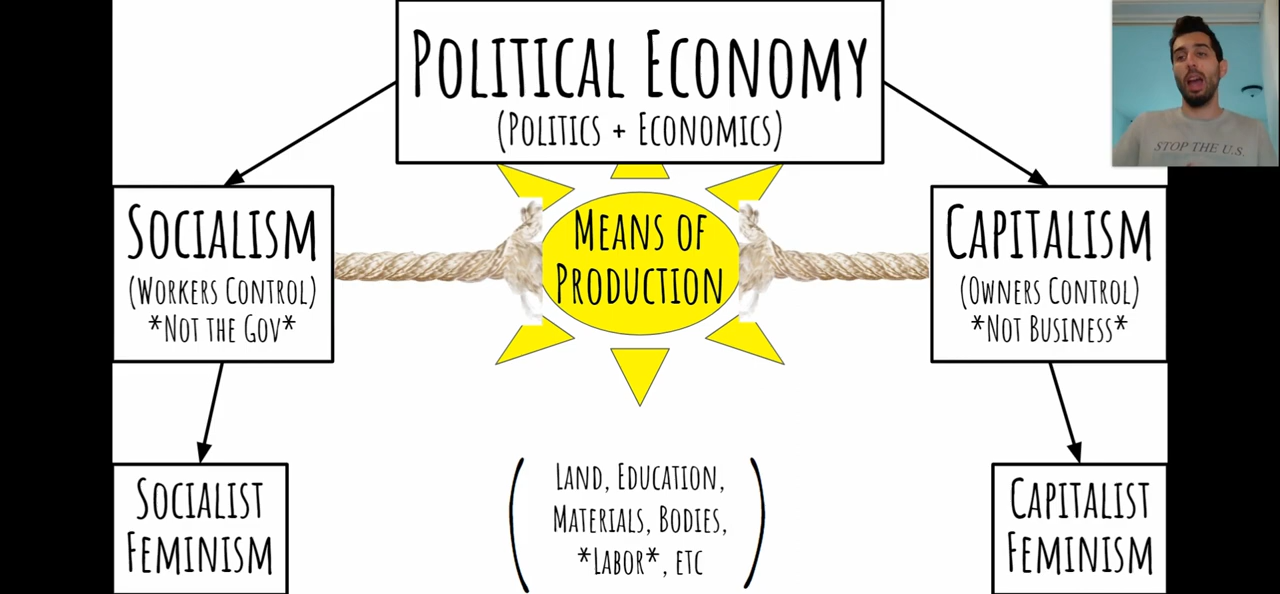 POLITICAL ECONOMY
(POLITICS + ECONOMICS)
STOP THE U.S.
SOCIALISM
(WORKERS CONTROL)
*NOT THE GOV*
MEANS OF
PRODUCTION
CAPITALISM
(OWNERS CONTROL)
*NOT BUSINESS*
SOCIALIST
FEMINISM
LAND, EDUCATION,
MATERIALS, BODIES,
*LABOR*, ETC
CAPITALIST
FEMINISM